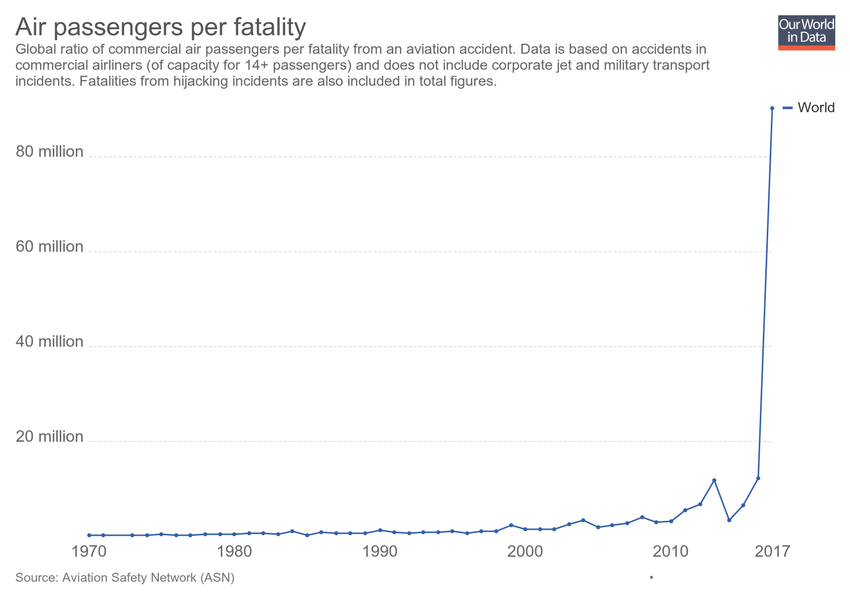 Air passengers per fatality
Our World
in Data
Global ratio of commercial air passengers per fatality from an aviation accident. Data is based on accidents in
commercial airliners (of capacity for 14+ passengers) and does not include corporate jet and military transport
incidents. Fatalities from hijacking incidents are also included in total figures.
World
80 million
60 million
40 million
20 million
1970 1980 1990 2000 2010 2017
Source: Aviation Safety Network (ASN)